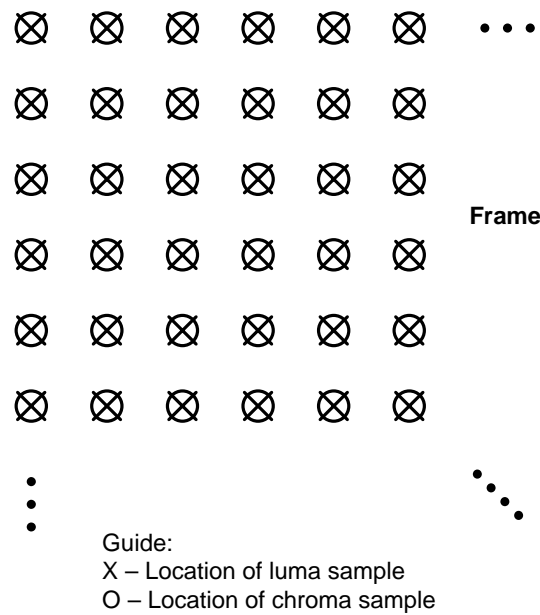 Frame
Guide:
X – Location of luma sample
O – Location of chroma sample